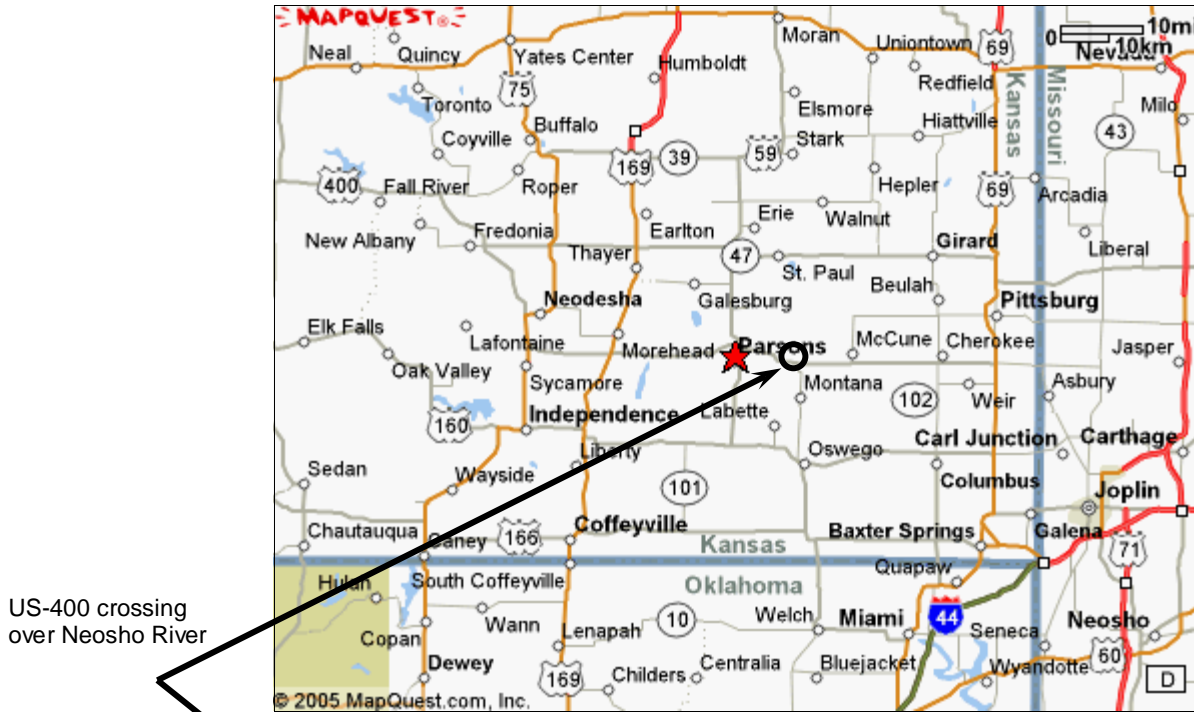 MAPQUEST®
10mi
0
10km
Moran
Uniontown
69
Nevada
Neal
Quincy
Yates Center
Humboldt
Redfield
Kansas
Missouri
75
Toronto
Elsmore
Milo
Coyville
Buffalo
Hiattville
43
169
39
59
Stark
400
Fall River
Roper
Hepler
69
Arcadia
Erie
Walnut
New Albany
Fredonia
Earlton
Thayer
47
Girard
Liberal
St. Paul
Galesburg
Beulah
Neodesha
Pittsburg
Elk Falls
Lafontaine
Morehead
Parsons
McCune
Cherokee
Jasper
Oak Valley
Sycamore
Montana
Asbury
102
Weir
160
Independence
Labette
Carl Junction
Carthage
Liberty
Oswego
Sedan
Wayside
101
Columbus
Joplin
Chautauqua
Coffeyville
Baxter Springs
Galena
166
Caney
Kansas
71
Hulah
South Coffeyville
Oklahoma
Quapaw
US-400 crossing
over Neosho River
Wann
10
Welch
Miami
44
Seneca
Neosho
Copan
Lenapah
60
Dewey
169
Childers
Centralia
Bluejacket
Wyandotte
D
© 2005 MapQuest.com, Inc.